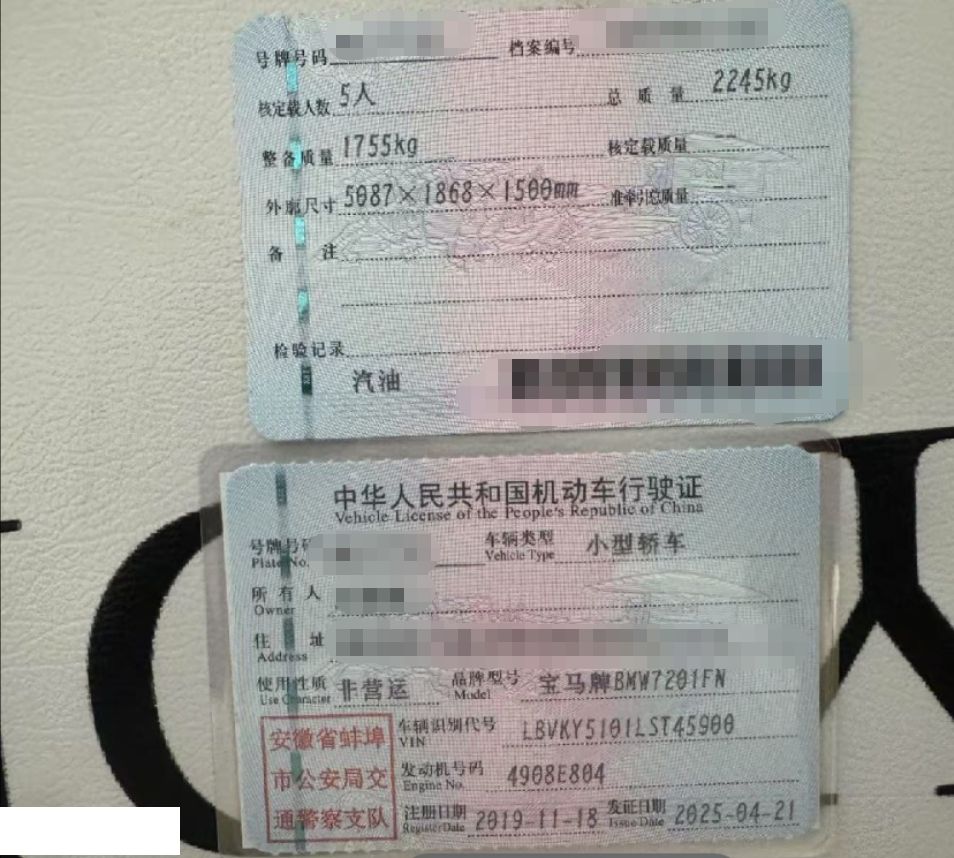 号牌号码 档案编号
核定载人数 5人 总质量 2245kg
整备质量 1755kg 核定载质量 --
外廓尺寸 5087×1868×1500mm 准牵引总质量 --
备注
检验记录
汽油
中华人民共和国机动车行驶证
Vehicle License of the People's Republic of China
号牌号码 车辆类型 小型轿车
Plate No. Vehicle Type
所有人
Owner
住址
Address
使用性质 非营运 品牌型号 宝马牌BMW7201FN
Use Character Model
安徽省蚌埠 车辆识别代号 LBVKY5101LST45900
VIN
市公安局交 发动机号码 4908E804
Engine No.
通警察支队 注册日期 2019-11-18 发证日期 2025-04-21
Register Date Issue Date